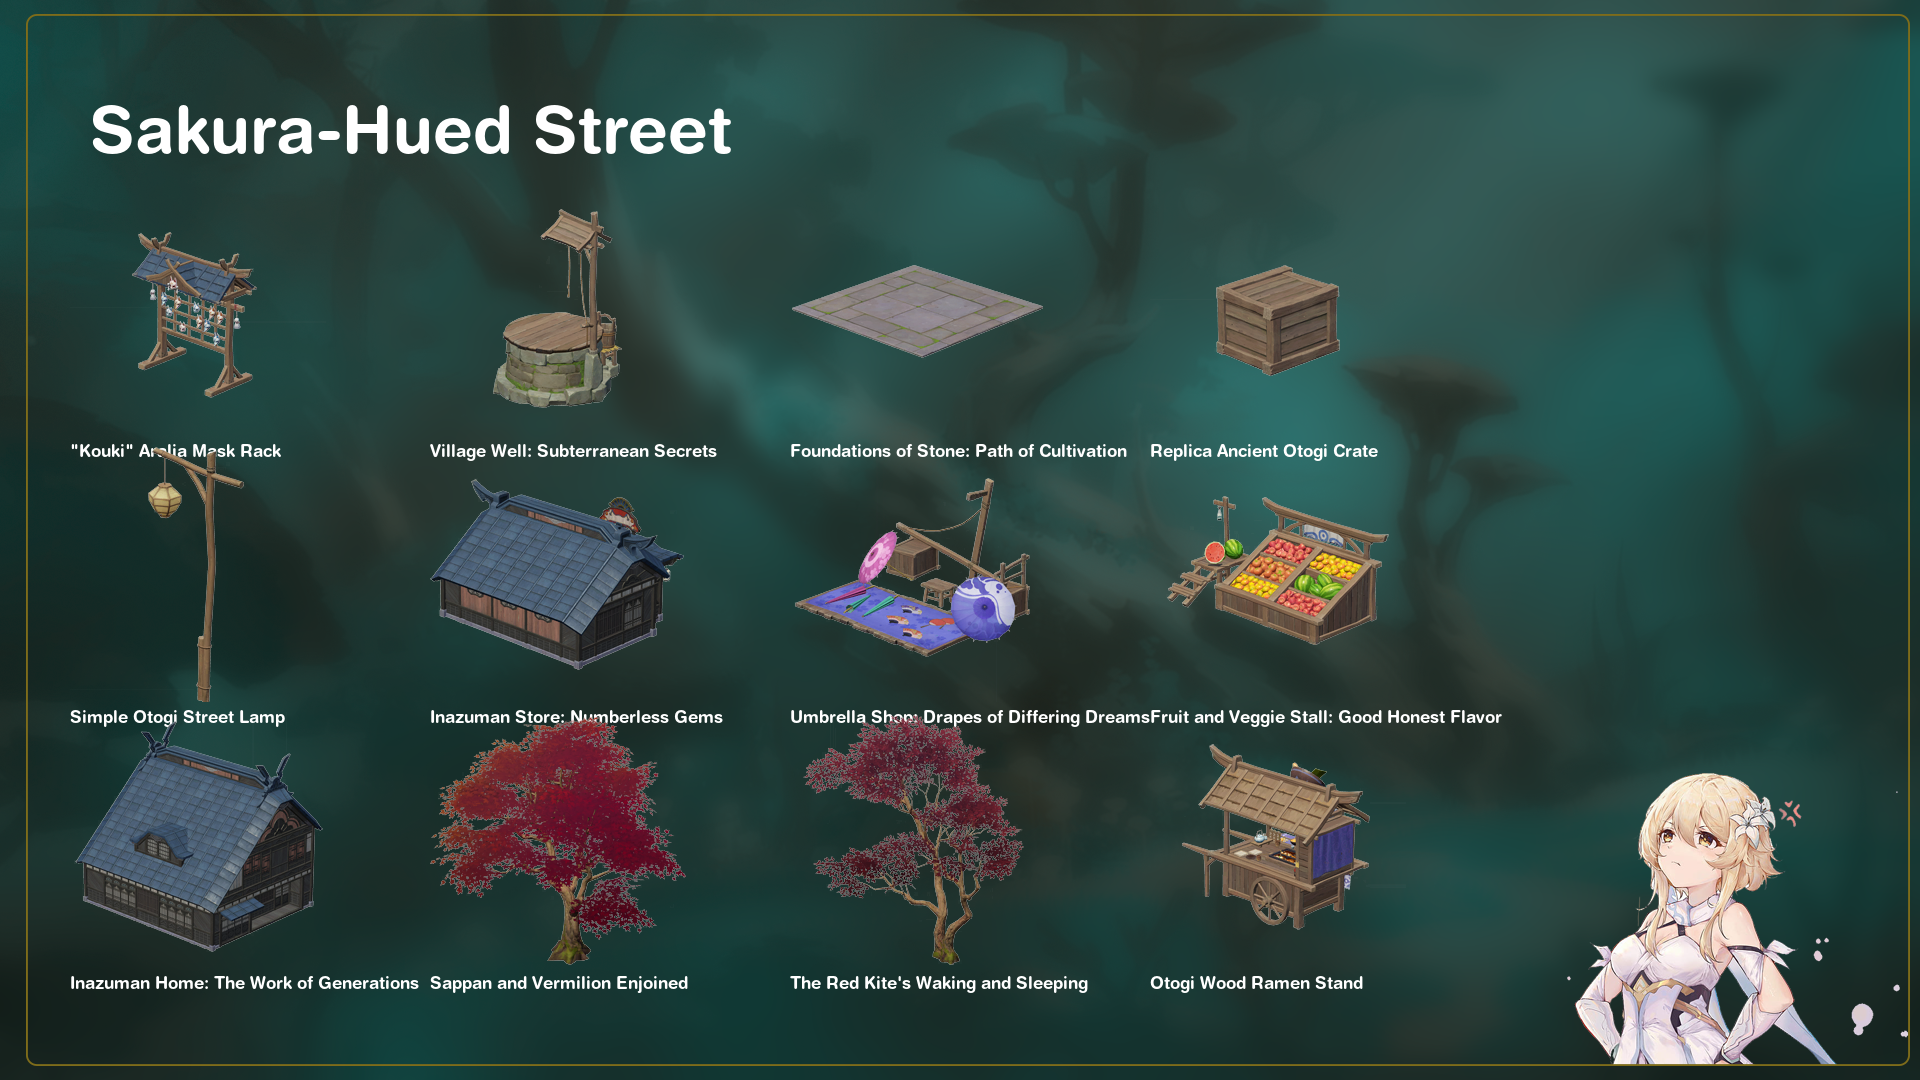 Sakura-Hued Street
"Kouki" Aralia Mask Rack
Village Well: Subterranean Secrets
Foundations of Stone: Path of Cultivation
Replica Ancient Otogi Crate
Simple Otogi Street Lamp
Inazuman Store: Numberless Gems
Umbrella Shop: Drapes of Differing Dreams
Fruit and Veggie Stall: Good Honest Flavor
Inazuman Home: The Work of Generations
Sappan and Vermilion Enjoined
The Red Kite's Waking and Sleeping
Otogi Wood Ramen Stand